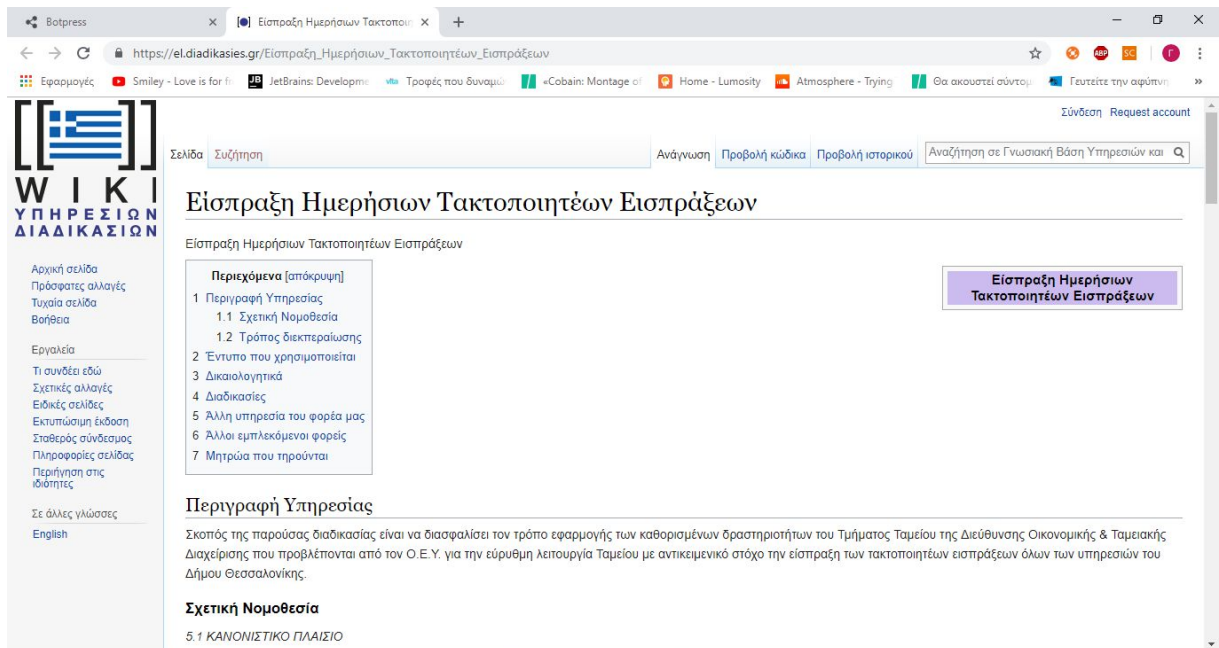 Botpress
Είσπραξη Ημερήσιων Τακτοποιη
https://el.diadikasies.gr/Είσπραξη_Ημερήσιων_Τακτοποιητέων_Εισπράξεων
ABP SC Γ
Εφαρμογές Smiley - Love is for f JB JetBrains: Developme vita Τροφές που δυναμώ «Cobain: Montage of Home - Lumosity Atmosphere - Trying Θα ακουστεί σύντομ Γευτείτε την αφύπνι »
Σύνδεση Request account
Σελίδα Συζήτηση Ανάγνωση Προβολή κώδικα Προβολή ιστορικού Αναζήτηση σε Γνωσιακή Βάση Υπηρεσιών και
WIKI
ΥΠΗΡΕΣΙΩΝ
ΔΙΑΔΙΚΑΣΙΩΝ
Αρχική σελίδα
Πρόσφατες αλλαγές
Τυχαία σελίδα
Βοήθεια
Εργαλεία
Τι συνδέει εδώ
Σχετικές αλλαγές
Ειδικές σελίδες
Εκτυπώσιμη έκδοση
Σταθερός σύνδεσμος
Πληροφορίες σελίδας
Περιήγηση στις
ιδιότητες
Σε άλλες γλώσσες
English
Είσπραξη Ημερήσιων Τακτοποιητέων Εισπράξεων
Είσπραξη Ημερήσιων Τακτοποιητέων Εισπράξεων
Περιεχόμενα [απόκρυψη]
1 Περιγραφή Υπηρεσίας
1.1 Σχετική Νομοθεσία
1.2 Τρόπος διεκπεραίωσης
2 Έντυπο που χρησιμοποιείται
3 Δικαιολογητικά
4 Διαδικασίες
5 Άλλη υπηρεσία του φορέα μας
6 Άλλοι εμπλεκόμενοι φορείς
7 Μητρώα που τηρούνται
Είσπραξη Ημερήσιων
Τακτοποιητέων Εισπράξεων
Περιγραφή Υπηρεσίας
Σκοπός της παρούσας διαδικασίας είναι να διασφαλίσει τον τρόπο εφαρμογής των καθορισμένων δραστηριοτήτων του Τμήματος Ταμείου της Διεύθυνσης Οικονομικής & Ταμειακής
Διαχείρισης που προβλέπονται από τον Ο.Ε.Υ. για την εύρυθμη λειτουργία Ταμείου με αντικειμενικό στόχο την είσπραξη των τακτοποιητέων εισπράξεων όλων των υπηρεσιών του
Δήμου Θεσσαλονίκης.
Σχετική Νομοθεσία
5.1 ΚΑΝΟΝΙΣΤΙΚΟ ΠΛΑΙΣΙΟ